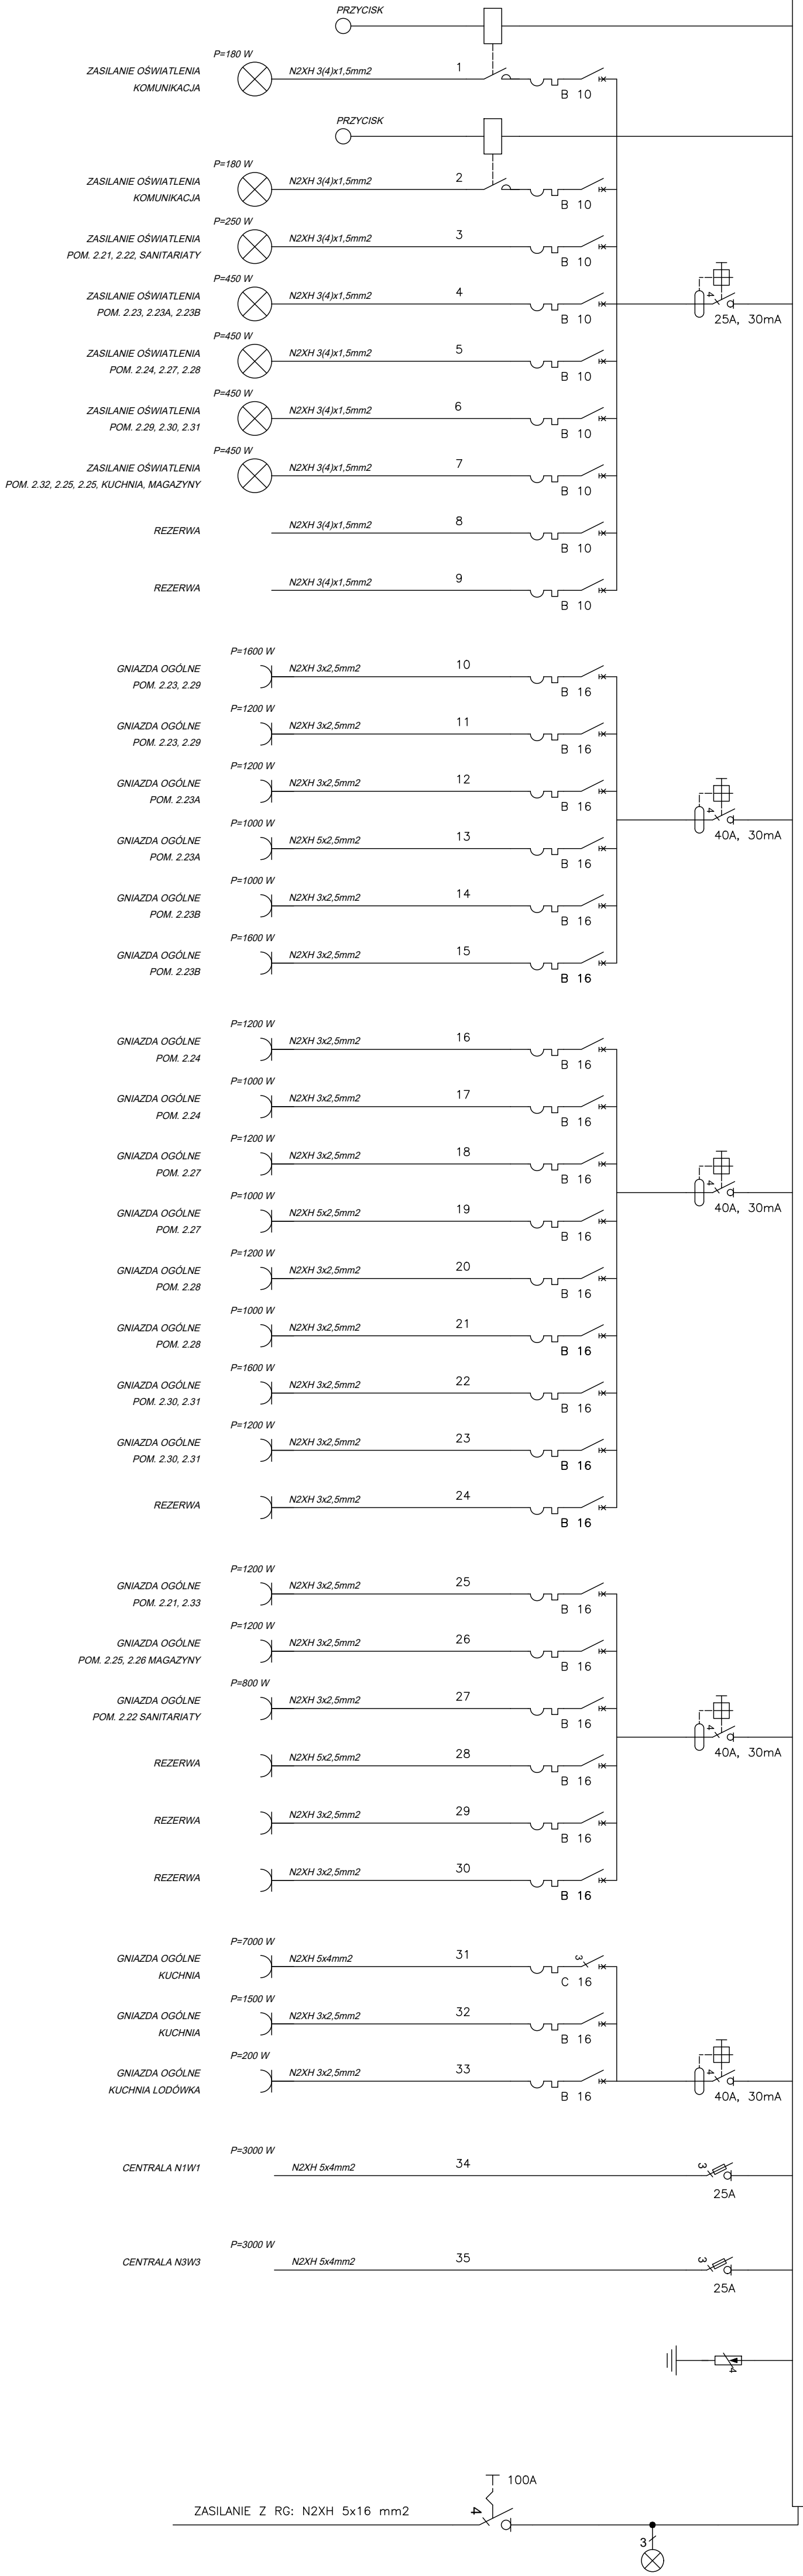 PRZYCISK
P=180 W
ZASILANIE OŚWIATLENIA
KOMUNIKACJA
N2XH 3(4)x1,5mm2
1
B 10
PRZYCISK
P=180 W
ZASILANIE OŚWIATLENIA
KOMUNIKACJA
N2XH 3(4)x1,5mm2
2
B 10
P=250 W
ZASILANIE OŚWIATLENIA
POM. 2.21, 2.22, SANITARIATY
N2XH 3(4)x1,5mm2
3
B 10
P=450 W
ZASILANIE OŚWIATLENIA
POM. 2.23, 2.23A, 2.23B
N2XH 3(4)x1,5mm2
4
B 10
4
25A, 30mA
P=450 W
ZASILANIE OŚWIATLENIA
POM. 2.24, 2.27, 2.28
N2XH 3(4)x1,5mm2
5
B 10
P=450 W
ZASILANIE OŚWIATLENIA
POM. 2.29, 2.30, 2.31
N2XH 3(4)x1,5mm2
6
B 10
P=450 W
ZASILANIE OŚWIATLENIA
POM. 2.32, 2.25, 2.25, KUCHNIA, MAGAZYNY
N2XH 3(4)x1,5mm2
7
B 10
REZERWA
N2XH 3(4)x1,5mm2
8
B 10
REZERWA
N2XH 3(4)x1,5mm2
9
B 10
P=1600 W
GNIAZDA OGÓLNE
POM. 2.23, 2.29
N2XH 3x2,5mm2
10
B 16
P=1200 W
GNIAZDA OGÓLNE
POM. 2.23, 2.29
N2XH 3x2,5mm2
11
B 16
P=1200 W
GNIAZDA OGÓLNE
POM. 2.23A
N2XH 3x2,5mm2
12
B 16
4
40A, 30mA
P=1000 W
GNIAZDA OGÓLNE
POM. 2.23A
N2XH 5x2,5mm2
13
B 16
P=1000 W
GNIAZDA OGÓLNE
POM. 2.23B
N2XH 3x2,5mm2
14
B 16
P=1600 W
GNIAZDA OGÓLNE
POM. 2.23B
N2XH 3x2,5mm2
15
B 16
P=1200 W
GNIAZDA OGÓLNE
POM. 2.24
N2XH 3x2,5mm2
16
B 16
P=1000 W
GNIAZDA OGÓLNE
POM. 2.24
N2XH 3x2,5mm2
17
B 16
P=1200 W
GNIAZDA OGÓLNE
POM. 2.27
N2XH 3x2,5mm2
18
B 16
4
40A, 30mA
P=1000 W
GNIAZDA OGÓLNE
POM. 2.27
N2XH 5x2,5mm2
19
B 16
P=1200 W
GNIAZDA OGÓLNE
POM. 2.28
N2XH 3x2,5mm2
20
B 16
P=1000 W
GNIAZDA OGÓLNE
POM. 2.28
N2XH 3x2,5mm2
21
B 16
P=1600 W
GNIAZDA OGÓLNE
POM. 2.30, 2.31
N2XH 3x2,5mm2
22
B 16
P=1200 W
GNIAZDA OGÓLNE
POM. 2.30, 2.31
N2XH 3x2,5mm2
23
B 16
REZERWA
N2XH 3x2,5mm2
24
B 16
P=1200 W
GNIAZDA OGÓLNE
POM. 2.21, 2.33
N2XH 3x2,5mm2
25
B 16
P=1200 W
GNIAZDA OGÓLNE
POM. 2.25, 2.26 MAGAZYNY
N2XH 3x2,5mm2
26
B 16
P=800 W
GNIAZDA OGÓLNE
POM. 2.22 SANITARIATY
N2XH 3x2,5mm2
27
B 16
4
40A, 30mA
REZERWA
N2XH 5x2,5mm2
28
B 16
REZERWA
N2XH 3x2,5mm2
29
B 16
REZERWA
N2XH 3x2,5mm2
30
B 16
P=7000 W
GNIAZDA OGÓLNE
KUCHNIA
N2XH 5x4mm2
31
3
C 16
P=1500 W
GNIAZDA OGÓLNE
KUCHNIA
N2XH 3x2,5mm2
32
B 16
P=200 W
GNIAZDA OGÓLNE
KUCHNIA LODÓWKA
N2XH 3x2,5mm2
33
B 16
4
40A, 30mA
P=3000 W
CENTRALA N1W1
N2XH 5x4mm2
34
3
25A
P=3000 W
CENTRALA N3W3
N2XH 5x4mm2
35
3
25A
4
100A
ZASILANIE Z RG: N2XH 5x16 mm2
4
3